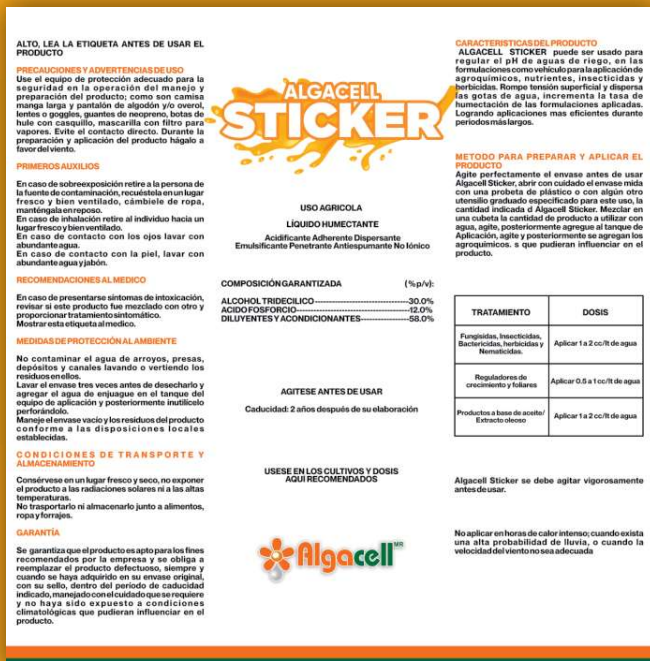 ALTO, LEA LA ETIQUETA ANTES DE USAR EL
PRODUCTO
PRECAUCIONES Y ADVERTENCIAS DE USO
Use el equipo de protección adecuado para la
seguridad en la operación del manejo y
preparación del producto; como son camisa
manga larga y pantalón de algodón y/o overol,
lentes o goggles, guantes de neopreno, botas de
hule con casquillo, mascarilla con filtro para
vapores. Evite el contacto directo. Durante la
preparación y aplicación del producto hágalo a
favor del viento.
PRIMEROS AUXILIOS
En caso de sobreexposición retire a la persona de
la fuente de contaminación, recuéstela en un lugar
fresco y bien ventilado, cámbiele de ropa,
manténgala en reposo.
En caso de inhalación retire al individuo hacia un
lugar fresco y bien ventilado.
En caso de contacto con los ojos lavar con
abundante agua.
En caso de contacto con la piel, lavar con
abundante agua y jabón.
RECOMENDACIONES AL MEDICO
En caso de presentarse síntomas de intoxicación,
revisar si este producto fue mezclado con otro y
proporcionar tratamiento sintomático.
Mostrar esta etiqueta al medico.
MEDIDAS DE PROTECCIÓN AL AMBIENTE
No contamine el agua de arroyos, presas,
depósitos y canales lavando o vertiendo los
residuos en ellos.
Lavar el envase tres veces antes de desecharlo y
agregar el agua de enjuague en el tanque del
equipo de aplicación y posteriormente inutilícelo
perforándolo.
Maneje el envase vacío y los residuos del producto
conforme a las disposiciones locales
establecidas.
CONDICIONES DE TRANSPORTE Y
ALMACENAMIENTO
Consérvese en un lugar fresco y seco, no exponer
el producto a las radiaciones solares ni a las altas
temperaturas.
No trasportarlo ni almacenarlo junto a alimentos,
ropa y forrajes.
GARANTÍA
Se garantiza que el producto es apto para los fines
recomendados por la empresa y se obliga a
reemplazar el producto defectuoso, siempre y
cuando se haya adquirido en su envase original,
con su sello, dentro del período de caducidad
indicado, manejado con el cuidado que se requiere
y no haya sido expuesto a condiciones
climatológicas que pudieran influenciar en el
producto.
ALGACELL
STICKER
USO AGRICOLA
LÍQUIDO HUMECTANTE
Acidificante Adherente Dispersante
Emulsificante Penetrante Antiespumante No Iónico
COMPOSICIÓN GARANTIZADA (%p/v):
ALCOHOL TRIDECILICO---30.0%
ACIDO FOSFORCIO---12.0%
DILUYENTES Y ACONDICIONANTES---58.0%
AGITESE ANTES DE USAR
Caducidad: 2 años después de su elaboración
USESE EN LOS CULTIVOS Y DOSIS
AQUÍ RECOMENDADOS
Algacell MR
CARACTERISTICAS DEL PRODUCTO
ALGACELL STICKER puede ser usado para
regular el pH de aguas de riego, en las
formulaciones como vehículo para la aplicación de
agroquímicos, nutrientes, insecticidas y
herbicidas. Rompe tensión superficial y dispersa
las gotas de agua, incrementa la tasa de
humectación de las formulaciones aplicadas.
Logrando aplicaciones mas eficientes durante
periodos más largos.
METODO PARA PREPARAR Y APLICAR EL
PRODUCTO
Agite perfectamente el envase antes de usar
Algacell Sticker, abrir con cuidado el envase mida
con una probeta de plástico o con algún otro
utensilio graduado especificado para este uso, la
cantidad indicada d Algacell Sticker. Mezclar en
una cubeta la cantidad de producto a utilizar con
agua, agite, posteriormente agregue al tanque de
Aplicación, agite y posteriormente se agregan los
agroquímicos. s que pudieran influenciar en el
producto.
TRATAMIENTO DOSIS
Fungisidas, Insecticidas,
Bactericidas, herbicidas y
Nematicidas. Aplicar 1 a 2 cc/lt de agua
Reguladores de
crecimiento y foliares Aplicar 0.5 a 1 cc/lt de agua
Productos a base de aceite/
Extracto oleoso Aplicar 1 a 2 cc/lt de agua
Algacell Sticker se debe agitar vigorosamente
antes de usar.
No aplicar en horas de calor intenso; cuando exista
una alta probabilidad de lluvia, o cuando la
velocidad del viento no sea adecuada